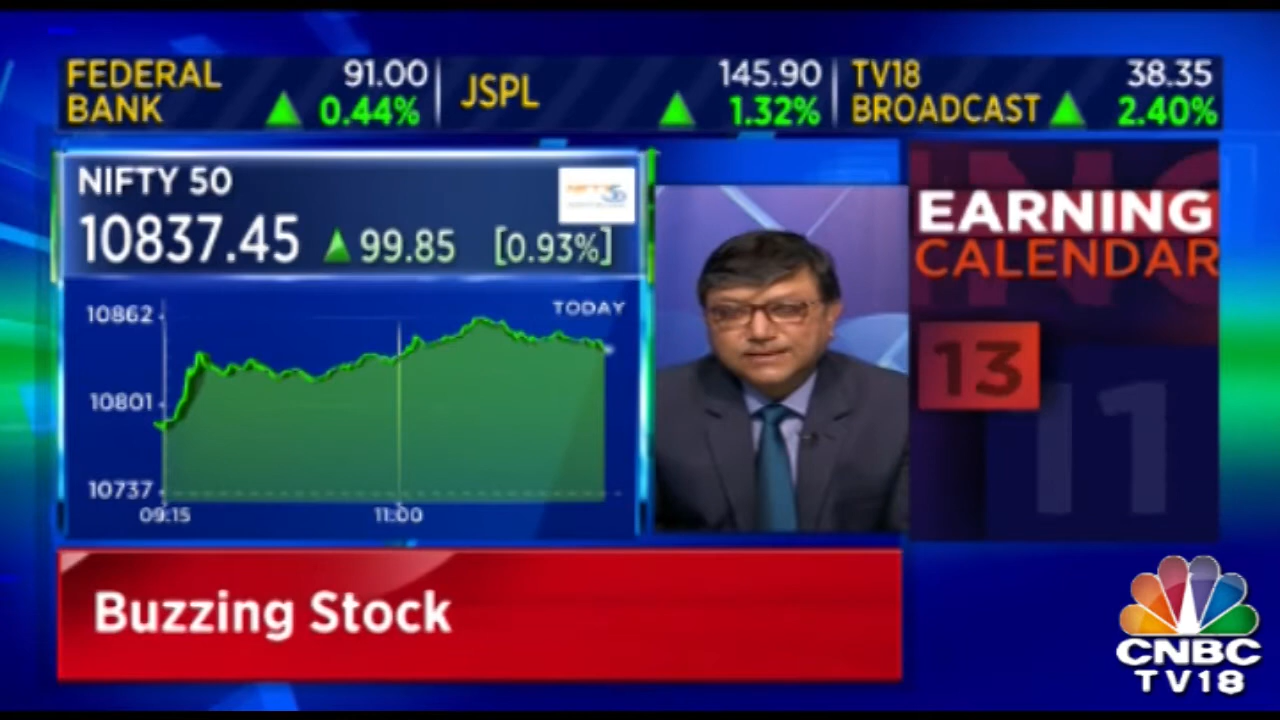 FEDERAL
BANK
91.00
▲ 0.44%
JSPL
145.90
▲ 1.32%
TV18
BROADCAST
38.35
▲ 2.40%
NIFTY 50
10837.45 ▲ 99.85 [0.93%]
TODAY
10862
10801
10737
09:15
11:00
EARNING
CALENDAR
13
11
Buzzing Stock
CNBC
TV18